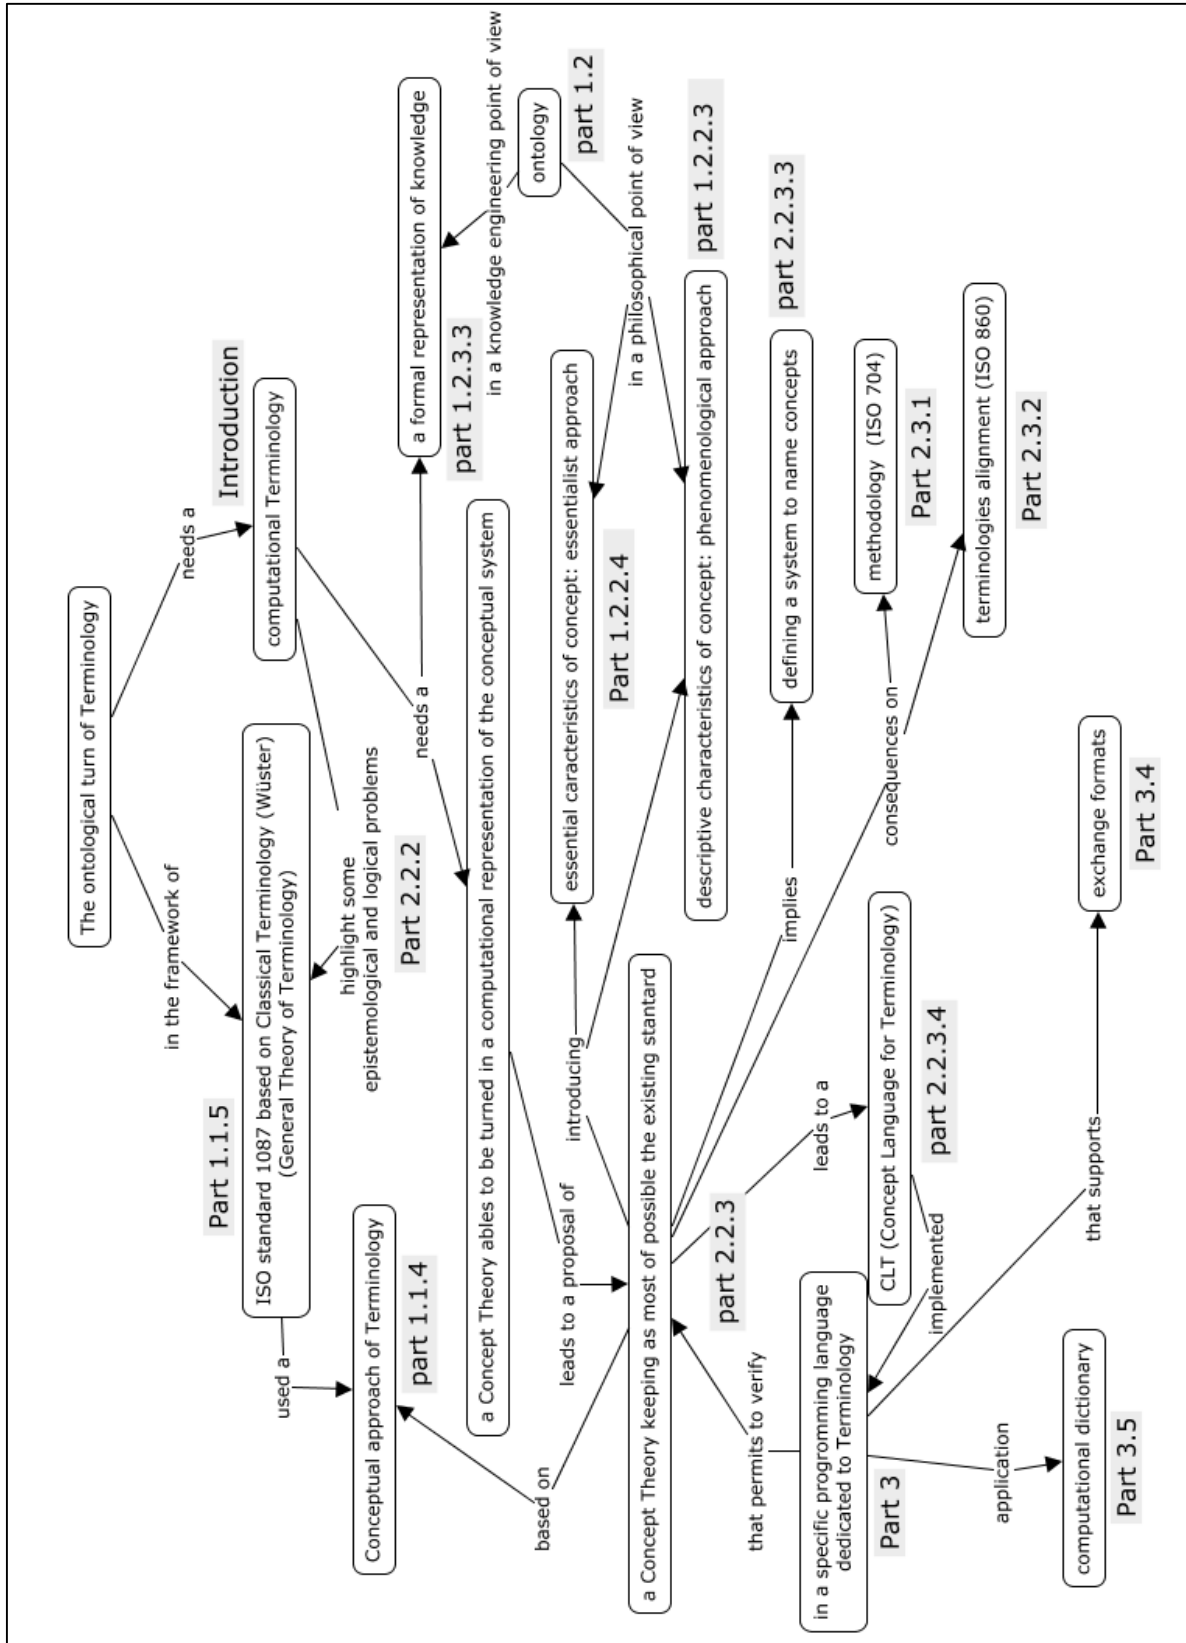 The ontological turn of Terminology
in the framework of
needs a
Introduction
computational Terminology
Part 1.1.5
ISO standard 1087 based on Classical Terminology (Wüster)
(General Theory of Terminology)
highlight some
epistemological and logical problems
Part 2.2.2
used a
Conceptual approach of Terminology
part 1.1.4
needs a
a formal representation of knowledge
part 1.2.3.3
in a knowledge engineering point of view
ontology
part 1.2
a Concept Theory ables to be turned in a computational representation of the conceptual system
essential caracteristics of concept: essentialist approach
Part 1.2.2.4
in a philosophical point of view
descriptive characteristics of concept: phenomenological approach
part 1.2.2.3
based on
leads to a proposal of
introducing
a Concept Theory keeping as most of possible the existing stantard
part 2.2.3
implies
defining a system to name concepts
part 2.2.3.3
consequences on
methodology (ISO 704)
Part 2.3.1
terminologies alignment (ISO 860)
Part 2.3.2
that permits to verify
leads to a
CLT (Concept Language for Terminology)
part 2.2.3.4
implemented
in a specific progrmming language
dedicated to Terminology
Part 3
application
computational dictionary
Part 3.5
that supports
exchange formats
Part 3.4